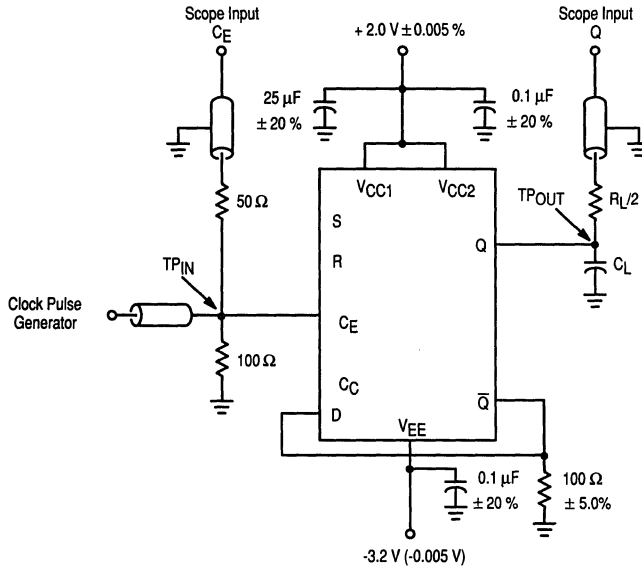 Scope Input
CE
+ 2.0 V ± 0.005 %
Scope Input
Q
25 µF
± 20 %
0.1 µF
± 20 %
VCC1
VCC2
50 Ω
S
R
Q
TPOUT
RL/2
CL
TPIN
Clock Pulse
Generator
CE
100 Ω
CC
D
VEE
Q̅
0.1 µF
± 20 %
100 Ω
± 5.0%
-3.2 V (-0.005 V)